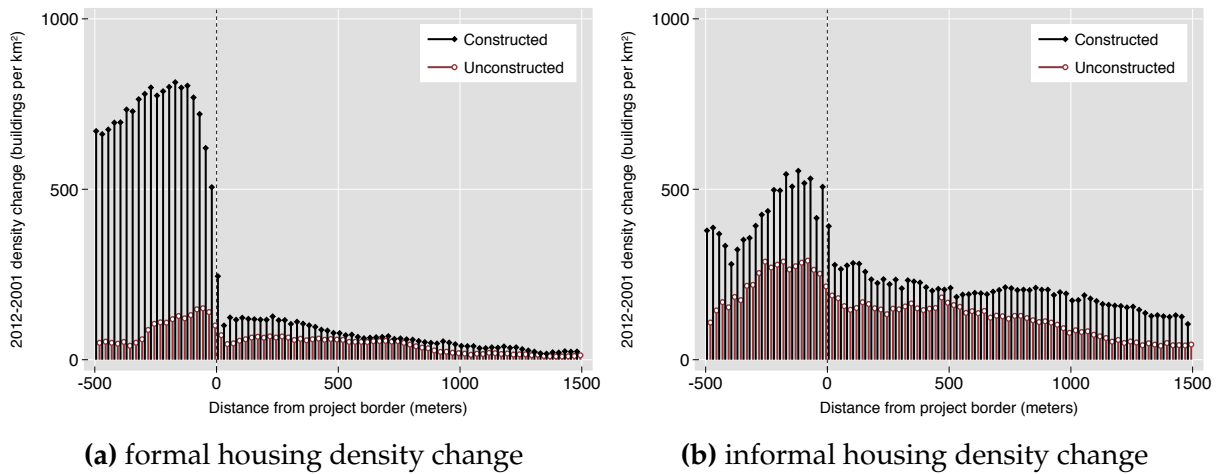 2012-2001 density change (buildings per km²)
1000
500
0
Constructed
Unconstructed
-500 0 500 1000 1500
Distance from project border (meters)
(a) formal housing density change
2012-2001 density change (buildings per km²)
1000
500
0
Constructed
Unconstructed
-500 0 500 1000 1500
Distance from project border (meters)
(b) informal housing density change